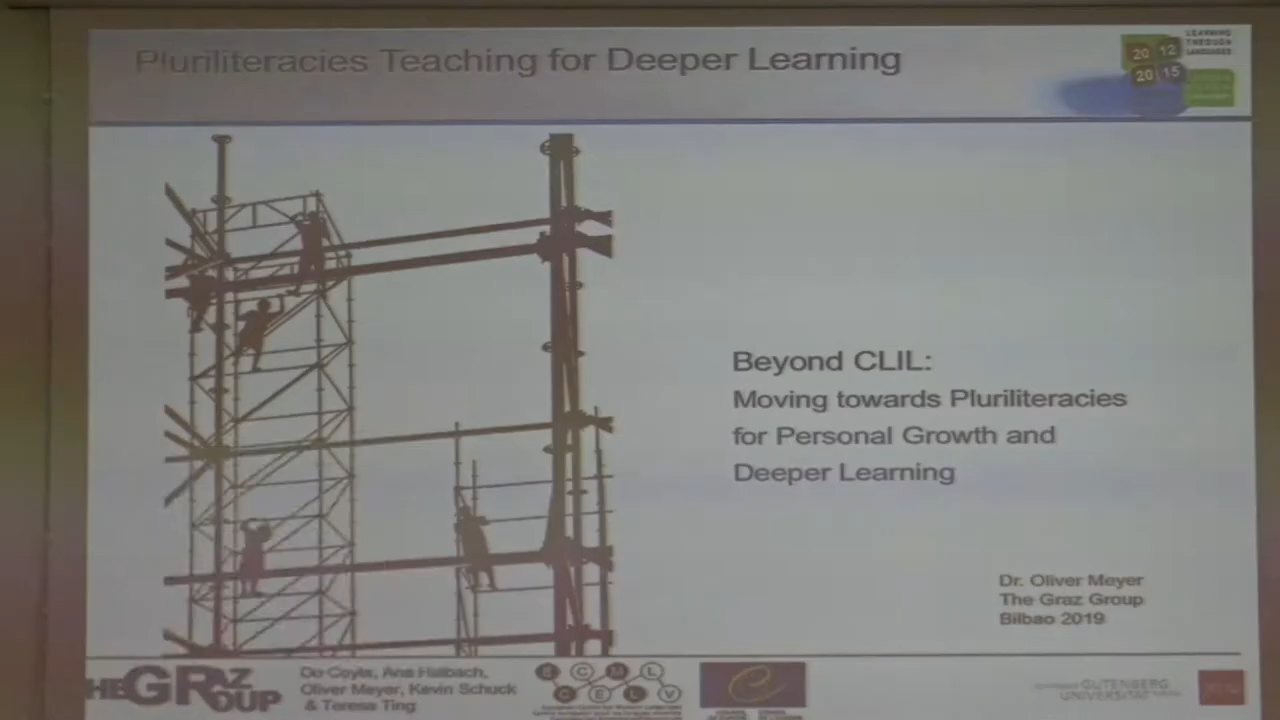 Pluriliteracies Teaching for Deeper Learning
LEARNING
THROUGH
LANGUAGES
20 12
20 15
Beyond CLIL:
Moving towards Pluriliteracies
for Personal Growth and
Deeper Learning
Dr. Oliver Meyer
The Graz Group
Bilbao 2019
THE GRAZ GROUP
Do Coyle, Ana Halbach,
Oliver Meyer, Kevin Schuck
& Teresa Ting
E C M L
C E L V
GUTENBERG
UNIVERSITÄT